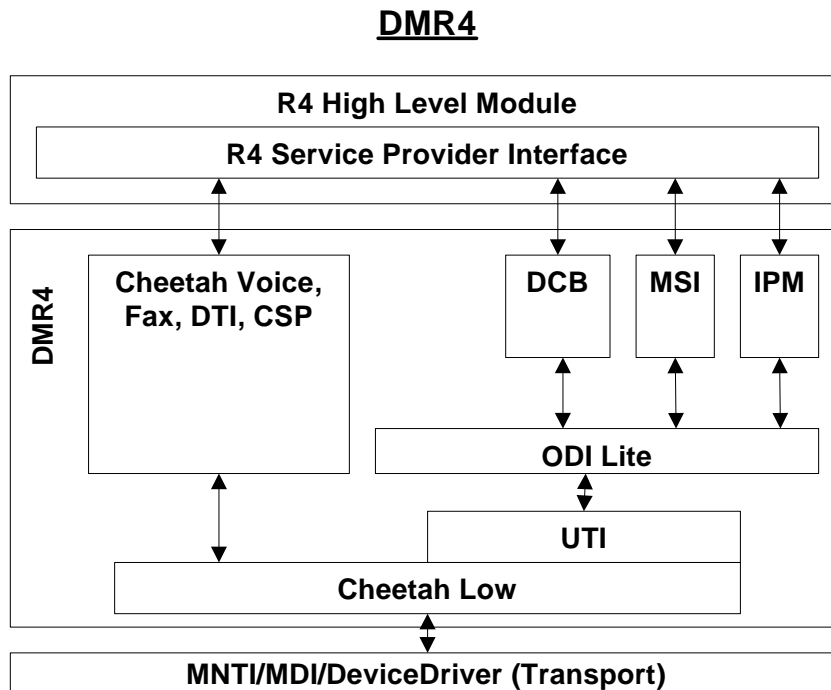 DMR4
R4 High Level Module
R4 Service Provider Interface
Cheetah Voice,
Fax, DTI, CSP
DCB
MSI
IPM
DMR4
ODI Lite
UTI
Cheetah Low
MNTI/MDI/DeviceDriver (Transport)